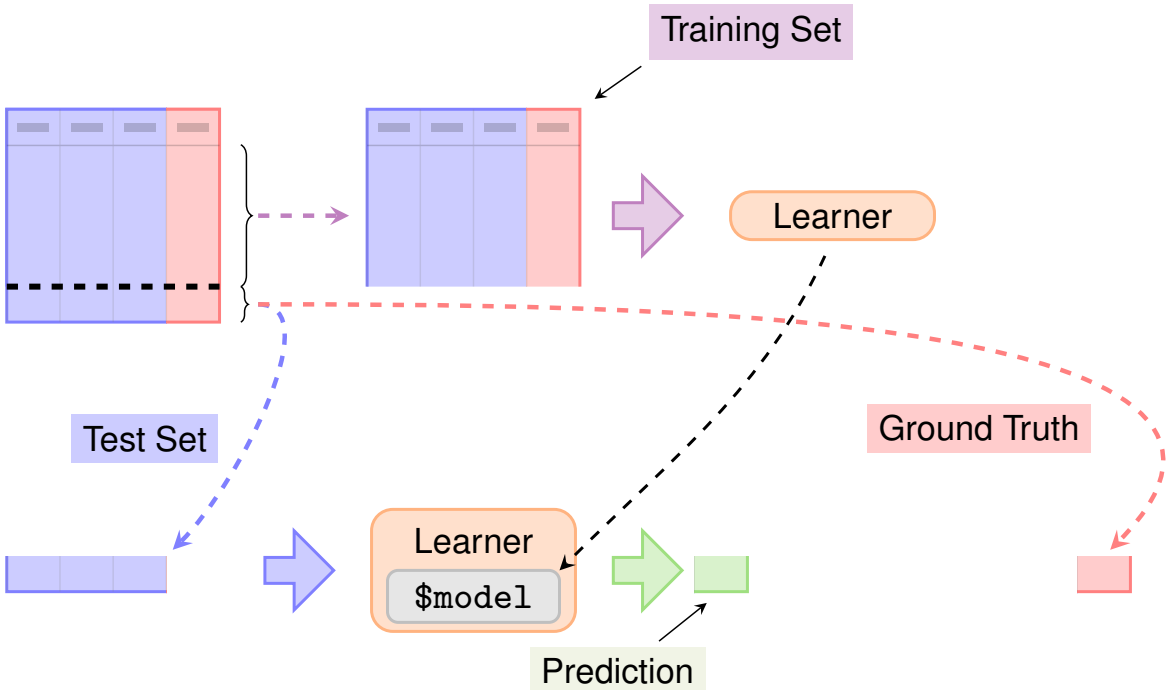 Training Set
Learner
Test Set
Ground Truth
Learner
$model
Prediction